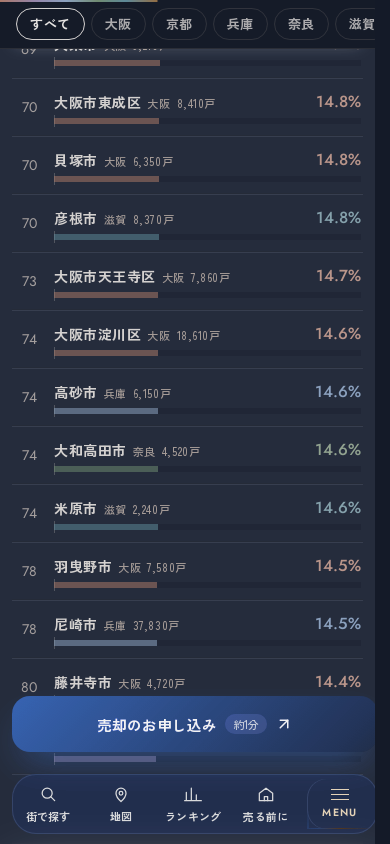 すべて 大阪 京都 兵庫 奈良 滋賀
70 大阪市東成区 大阪 8,410戸 14.8%
70 貝塚市 大阪 6,350戸 14.8%
70 彦根市 滋賀 8,370戸 14.8%
73 大阪市天王寺区 大阪 7,860戸 14.7%
74 大阪市淀川区 大阪 18,610戸 14.6%
74 高砂市 兵庫 6,150戸 14.6%
74 大和高田市 奈良 4,520戸 14.6%
74 米原市 滋賀 2,240戸 14.6%
78 羽曳野市 大阪 7,580戸 14.5%
78 尼崎市 兵庫 37,830戸 14.5%
80 藤井寺市 大阪 4,720戸 14.4%
売却のお申し込み 約1分
街で探す 地図 ランキング 売る前に MENU